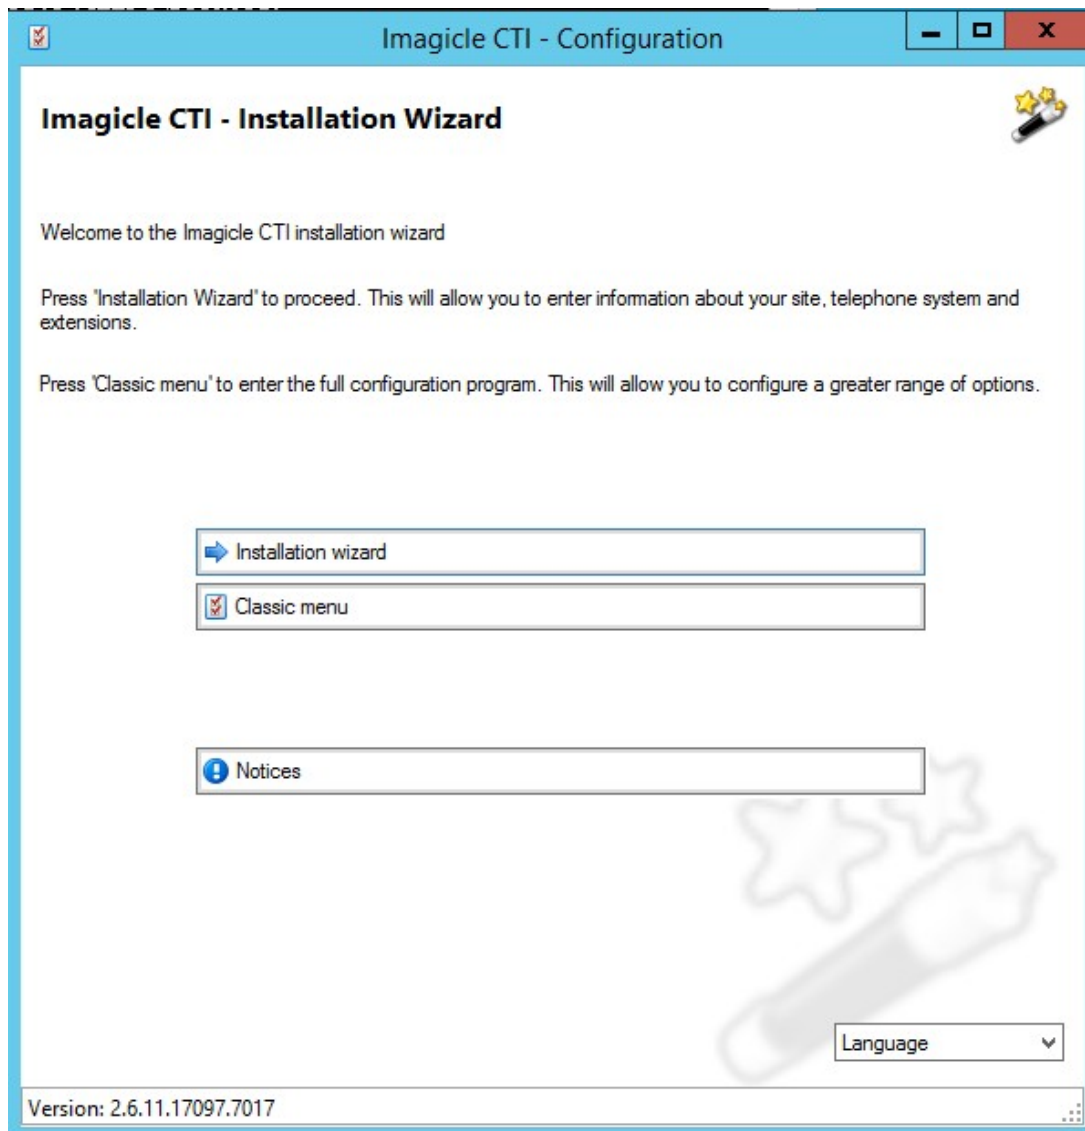 Imagicle CTI - Configuration
Imagicle CTI - Installation Wizard
Welcome to the Imagicle CTI installation wizard
Press 'Installation Wizard' to proceed. This will allow you to enter information about your site, telephone system and
extensions.
Press 'Classic menu' to enter the full configuration program. This will allow you to configure a greater range of options.
Installation wizard
Classic menu
Notices
Language
Version: 2.6.11.17097.7017